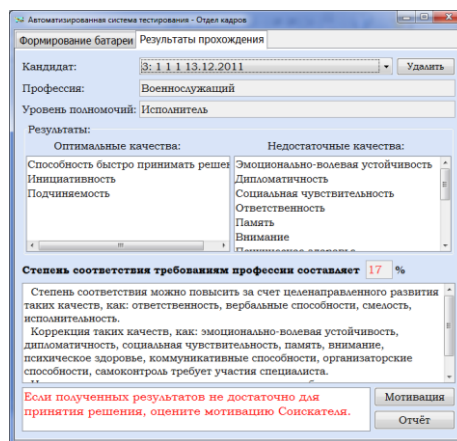 Автоматизированная система тестирования - Отдел кадров
Формирование батареи Результаты прохождения
Кандидат: 3: 1 1 1 13.12.2011 Удалить
Профессия: Военнослужащий
Уровень полномочий: Исполнитель
Результаты:
Оптимальные качества: Недостаточные качества:
Способность быстро принимать решен Эмоционально-волевая устойчивость
Инициативность Дипломатичность
Подчиняемость Социальная чувствительность
Ответственность
Память
Внимание
Психическое здоровье
Степень соответствия требованиям профессии составляет 17 %
Степень соответствия можно повысить за счет целенаправленного развития
таких качеств, как: ответственность, вербальные способности, смелость,
исполнительность.
Коррекция таких качеств, как: эмоционально-волевая устойчивость,
дипломатичность, социальная чувствительность, память, внимание,
психическое здоровье, коммуникативные способности, организаторские
способности, самоконтроль требует участия специалиста.
Если полученных результатов не достаточно для
принятия решения, оцените мотивацию Соискателя.
Мотивация
Отчёт